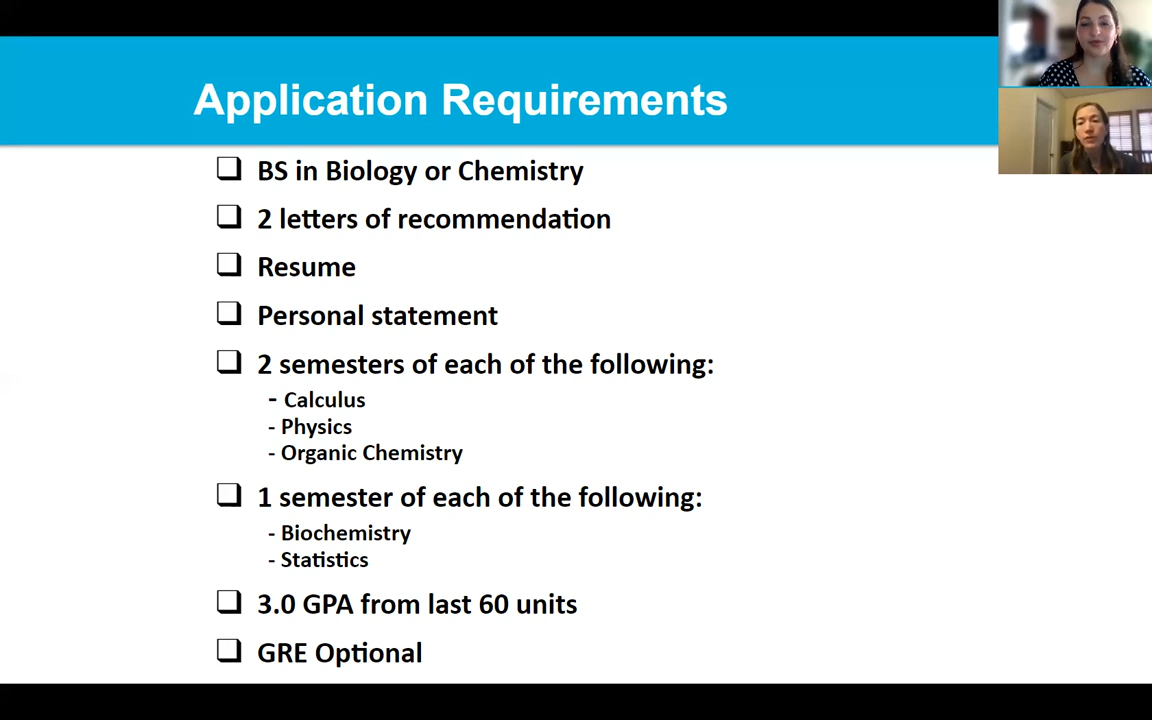 Application Requirements
❑ BS in Biology or Chemistry
❑ 2 letters of recommendation
❑ Resume
❑ Personal statement
❑ 2 semesters of each of the following:
- Calculus
- Physics
- Organic Chemistry
❑ 1 semester of each of the following:
- Biochemistry
- Statistics
❑ 3.0 GPA from last 60 units
❑ GRE Optional